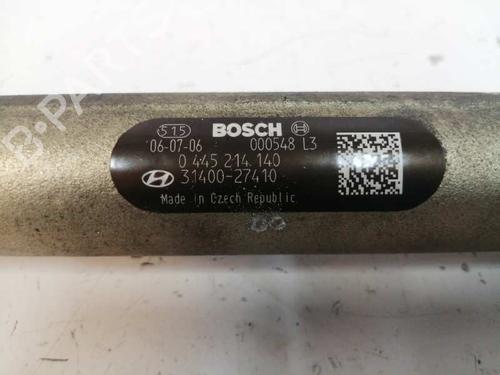 515 BOSCH
06-07-06 000548 L3
0 445 214 140
31400-27410
Made in Czech Republic
B-PARTS